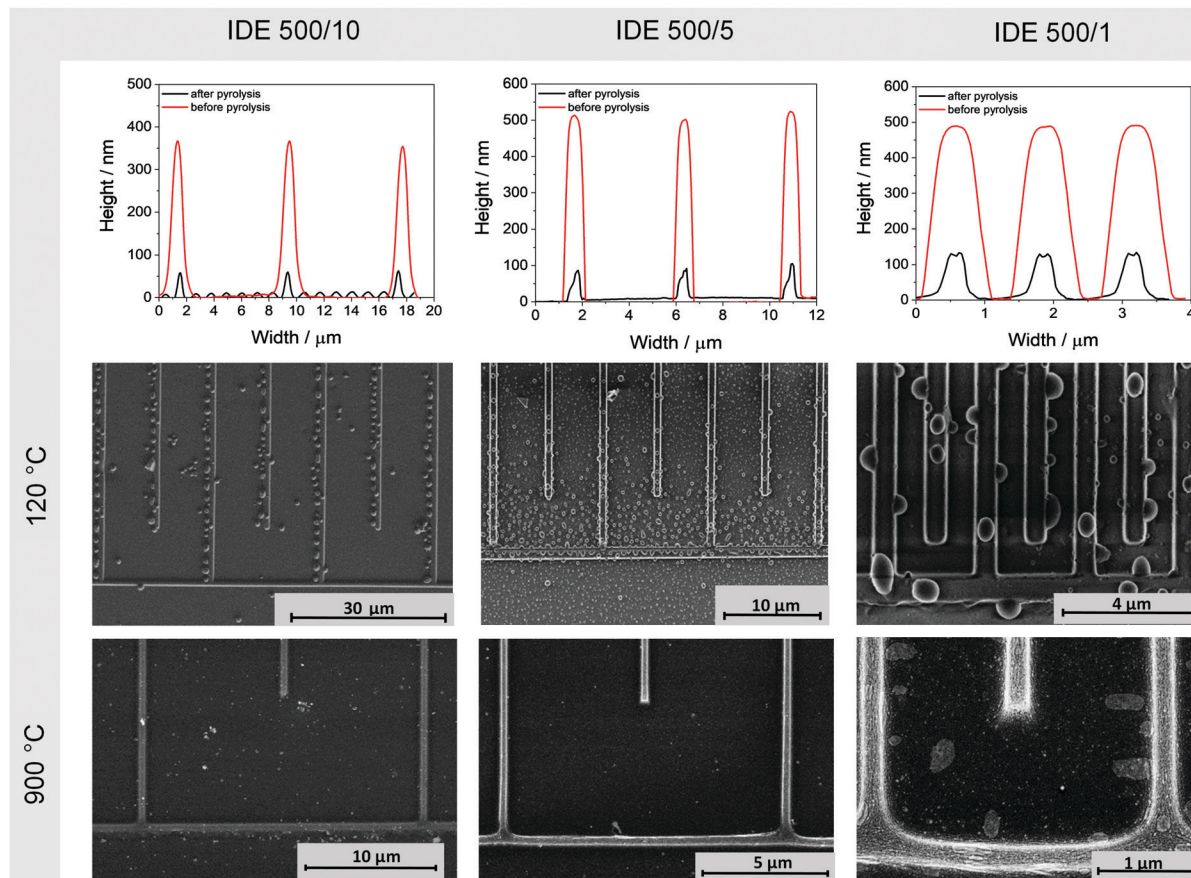 IDE 500/10
IDE 500/5
IDE 500/1
500
400
300
200
100
0
Height / nm
after pyrolysis
before pyrolysis
0 2 4 6 8 10 12 14 16 18 20
Width / μm
600
500
400
300
200
100
0
Height / nm
after pyrolysis
before pyrolysis
0 2 4 6 8 10 12
Width / μm
600
500
400
300
200
100
0
Height / nm
after pyrolysis
before pyrolysis
0 1 2 3 4
Width / μm
120 °C
30 μm
10 μm
4 μm
900 °C
10 μm
5 μm
1 μm